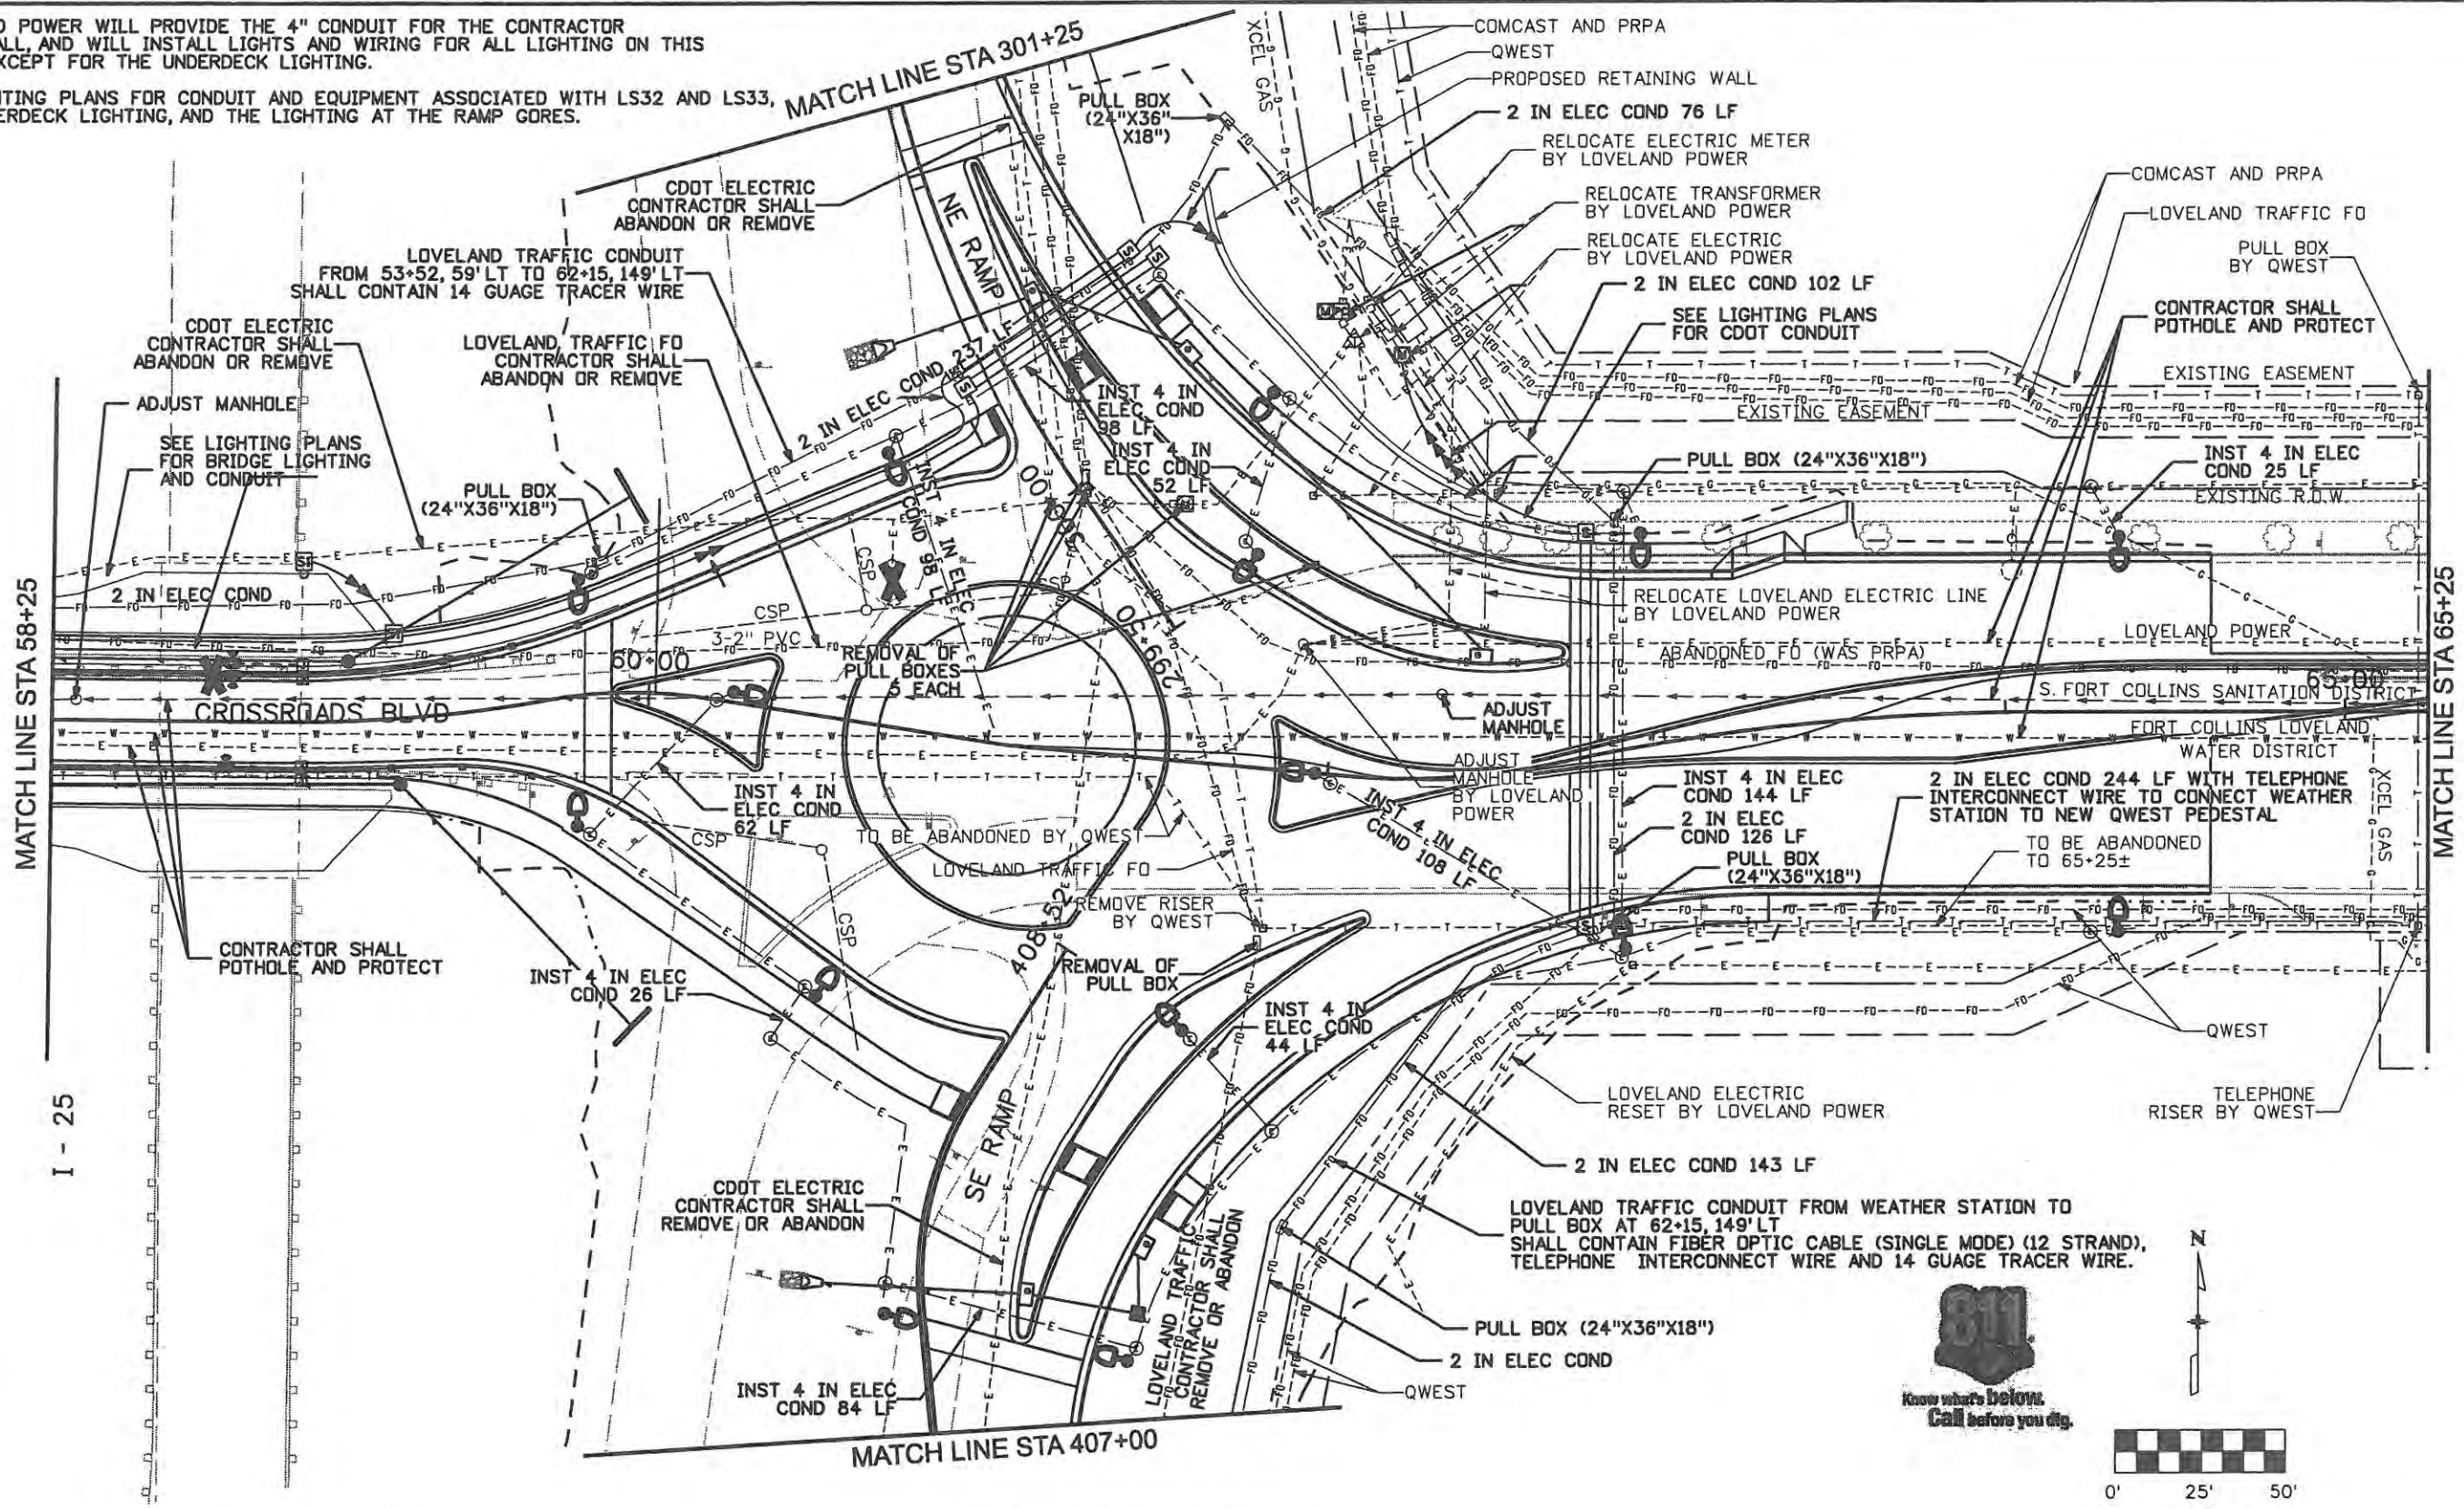 POWER WILL PROVIDE THE 4" CONDUIT FOR THE CONTRACTOR
ALL, AND WILL INSTALL LIGHTS AND WIRING FOR ALL LIGHTING ON THIS
XCEPT FOR THE UNDERDECK LIGHTING.
TING PLANS FOR CONDUIT AND EQUIPMENT ASSOCIATED WITH LS32 AND LS33,
ERDECK LIGHTING, AND THE LIGHTING AT THE RAMP GORES.
MATCH LINE STA 301+25
XCEL GAS
COMCAST AND PRPA
QWEST
PROPOSED RETAINING WALL
2 IN ELEC COND 76 LF
RELOCATE ELECTRIC METER
BY LOVELAND POWER
RELOCATE TRANSFORMER
BY LOVELAND POWER
RELOCATE ELECTRIC
BY LOVELAND POWER
2 IN ELEC COND 102 LF
SEE LIGHTING PLANS
FOR CDOT CONDUIT
COMCAST AND PRPA
LOVELAND TRAFFIC FO
PULL BOX
BY QWEST
CONTRACTOR SHALL
POTHOLE AND PROTECT
PULL BOX
(24"X36"
X18")
CDOT ELECTRIC
CONTRACTOR SHALL
ABANDON OR REMOVE
NE RAMP
LOVELAND TRAFFIC CONDUIT
FROM 53+52, 59' LT TO 62+15, 149' LT
SHALL CONTAIN 14 GUAGE TRACER WIRE
CDOT ELECTRIC
CONTRACTOR SHALL
ABANDON OR REMOVE
LOVELAND TRAFFIC FO
CONTRACTOR SHALL
ABANDON OR REMOVE
ADJUST MANHOLE
SEE LIGHTING PLANS
FOR BRIDGE LIGHTING
AND CONDUIT
PULL BOX
(24"X36"X18")
2 IN ELEC COND 237 LF
INST 4 IN
ELEC COND
98 LF
INST 4 IN
ELEC COND
52 LF
INST 4 IN ELEC
COND 98 LF
EXISTING EASEMENT
EXISTING EASEMENT
PULL BOX (24"X36"X18")
INST 4 IN ELEC
COND 25 LF
EXISTING R.O.W.
MATCH LINE STA 58+25
2 IN ELEC COND
CSP
CSP
CSP
3-2" PVC
REMOVAL OF
PULL BOXES
5 EACH
60+00
299+50
RELOCATE LOVELAND ELECTRIC LINE
BY LOVELAND POWER
LOVELAND POWER
ABANDONED FO (WAS PRPA)
65+00
S. FORT COLLINS SANITATION DISTRICT
FORT COLLINS LOVELAND
WATER DISTRICT
MATCH LINE STA 65+25
CROSSROADS BLVD
ADJUST
MANHOLE
ADJUST
MANHOLE
BY LOVELAND
POWER
INST 4 IN
ELEC COND
62 LF
CSP
CSP
TO BE ABANDONED BY QWEST
LOVELAND TRAFFIC FO
INST 4 IN ELEC
COND 108 LF
INST 4 IN ELEC
COND 144 LF
2 IN ELEC
COND 126 LF
PULL BOX
(24"X36"X18")
2 IN ELEC COND 244 LF WITH TELEPHONE
INTERCONNECT WIRE TO CONNECT WEATHER
STATION TO NEW QWEST PEDESTAL
TO BE ABANDONED
TO 65+25±
XCEL GAS
REMOVE RISER
BY QWEST
408+52
CONTRACTOR SHALL
POTHOLE AND PROTECT
INST 4 IN ELEC
COND 26 LF
REMOVAL OF
PULL BOX
INST 4 IN
ELEC COND
44 LF
QWEST
LOVELAND ELECTRIC
RESET BY LOVELAND POWER
TELEPHONE
RISER BY QWEST
I - 25
SE RAMP
2 IN ELEC COND 143 LF
CDOT ELECTRIC
CONTRACTOR SHALL
REMOVE OR ABANDON
LOVELAND TRAFFIC
CONTRACTOR SHALL
REMOVE OR ABANDON
LOVELAND TRAFFIC CONDUIT FROM WEATHER STATION TO
PULL BOX AT 62+15, 149' LT
SHALL CONTAIN FIBER OPTIC CABLE (SINGLE MODE) (12 STRAND),
TELEPHONE INTERCONNECT WIRE AND 14 GUAGE TRACER WIRE.
PULL BOX (24"X36"X18")
2 IN ELEC COND
QWEST
INST 4 IN ELEC
COND 84 LF
MATCH LINE STA 407+00
811
Know what's below.
Call before you dig.
N
0' 25' 50'